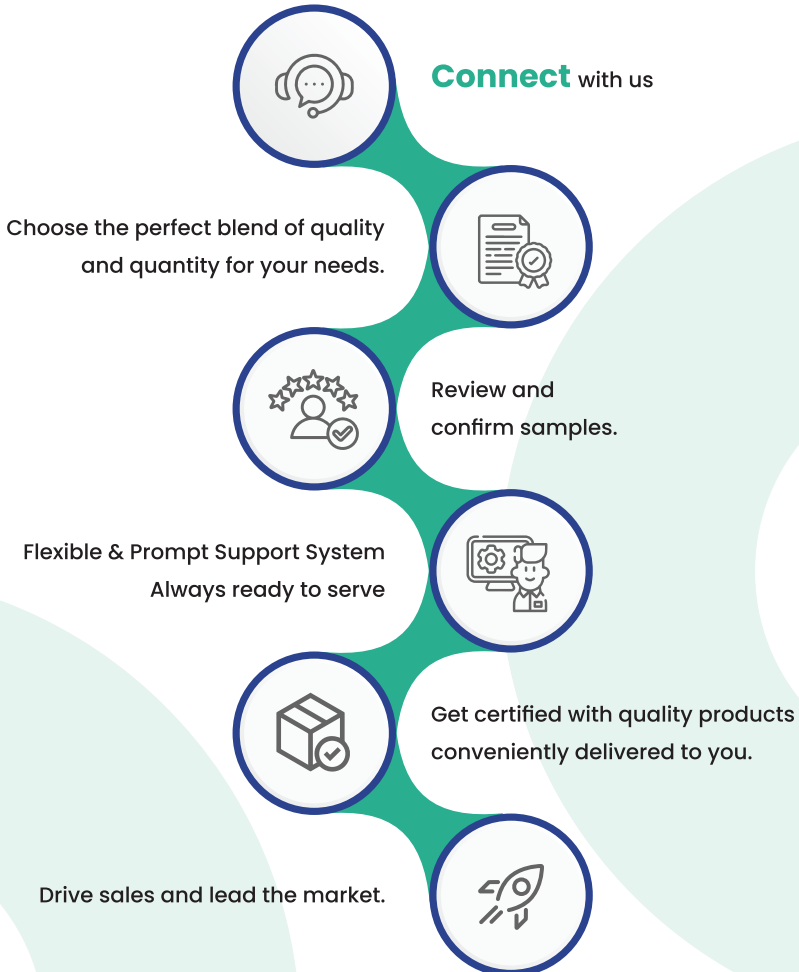 Connect with us
Choose the perfect blend of quality
and quantity for your needs.
Review and
confirm samples.
Flexible & Prompt Support System
Always ready to serve
Get certified with quality products
conveniently delivered to you.
Drive sales and lead the market.